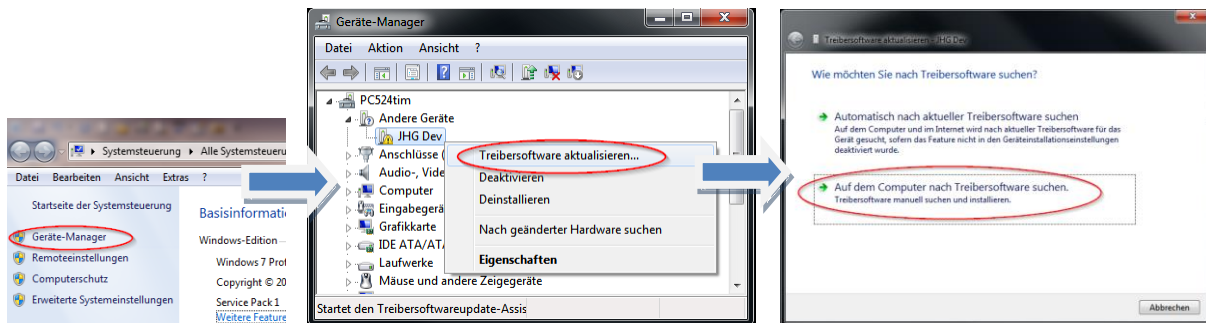 Systemsteuerung ▸ Alle Systemsteueru
Datei Bearbeiten Ansicht Extras ?
Startseite der Systemsteuerung
Geräte-Manager
Remoteeinstellungen
Computerschutz
Erweiterte Systemeinstellungen
Basisinformati
Windows-Edition
Windows 7 Prof
Copyright © 20
Service Pack 1
Weitere Feature
Geräte-Manager
Datei Aktion Ansicht ?
PC524tim
Andere Geräte
JHG Dev
Anschlüsse (
Audio-, Vide
Computer
Eingabegerä
Grafikkarte
IDE ATA/ATA
Laufwerke
Mäuse und andere Zeigegeräte
Treibersoftware aktualisieren...
Deaktivieren
Deinstallieren
Nach geänderter Hardware suchen
Eigenschaften
Startet den Treibersoftwareupdate-Assis
Treibersoftware aktualisieren - JHG Dev
Wie möchten Sie nach Treibersoftware suchen?
Automatisch nach aktueller Treibersoftware suchen
Auf dem Computer und im Internet wird nach aktueller Treibersoftware für das
Gerät gesucht, sofern das Feature nicht in den Geräteinstallationseinstellungen
deaktiviert wurde.
Auf dem Computer nach Treibersoftware suchen.
Treibersoftware manuell suchen und installieren.
Abbrechen